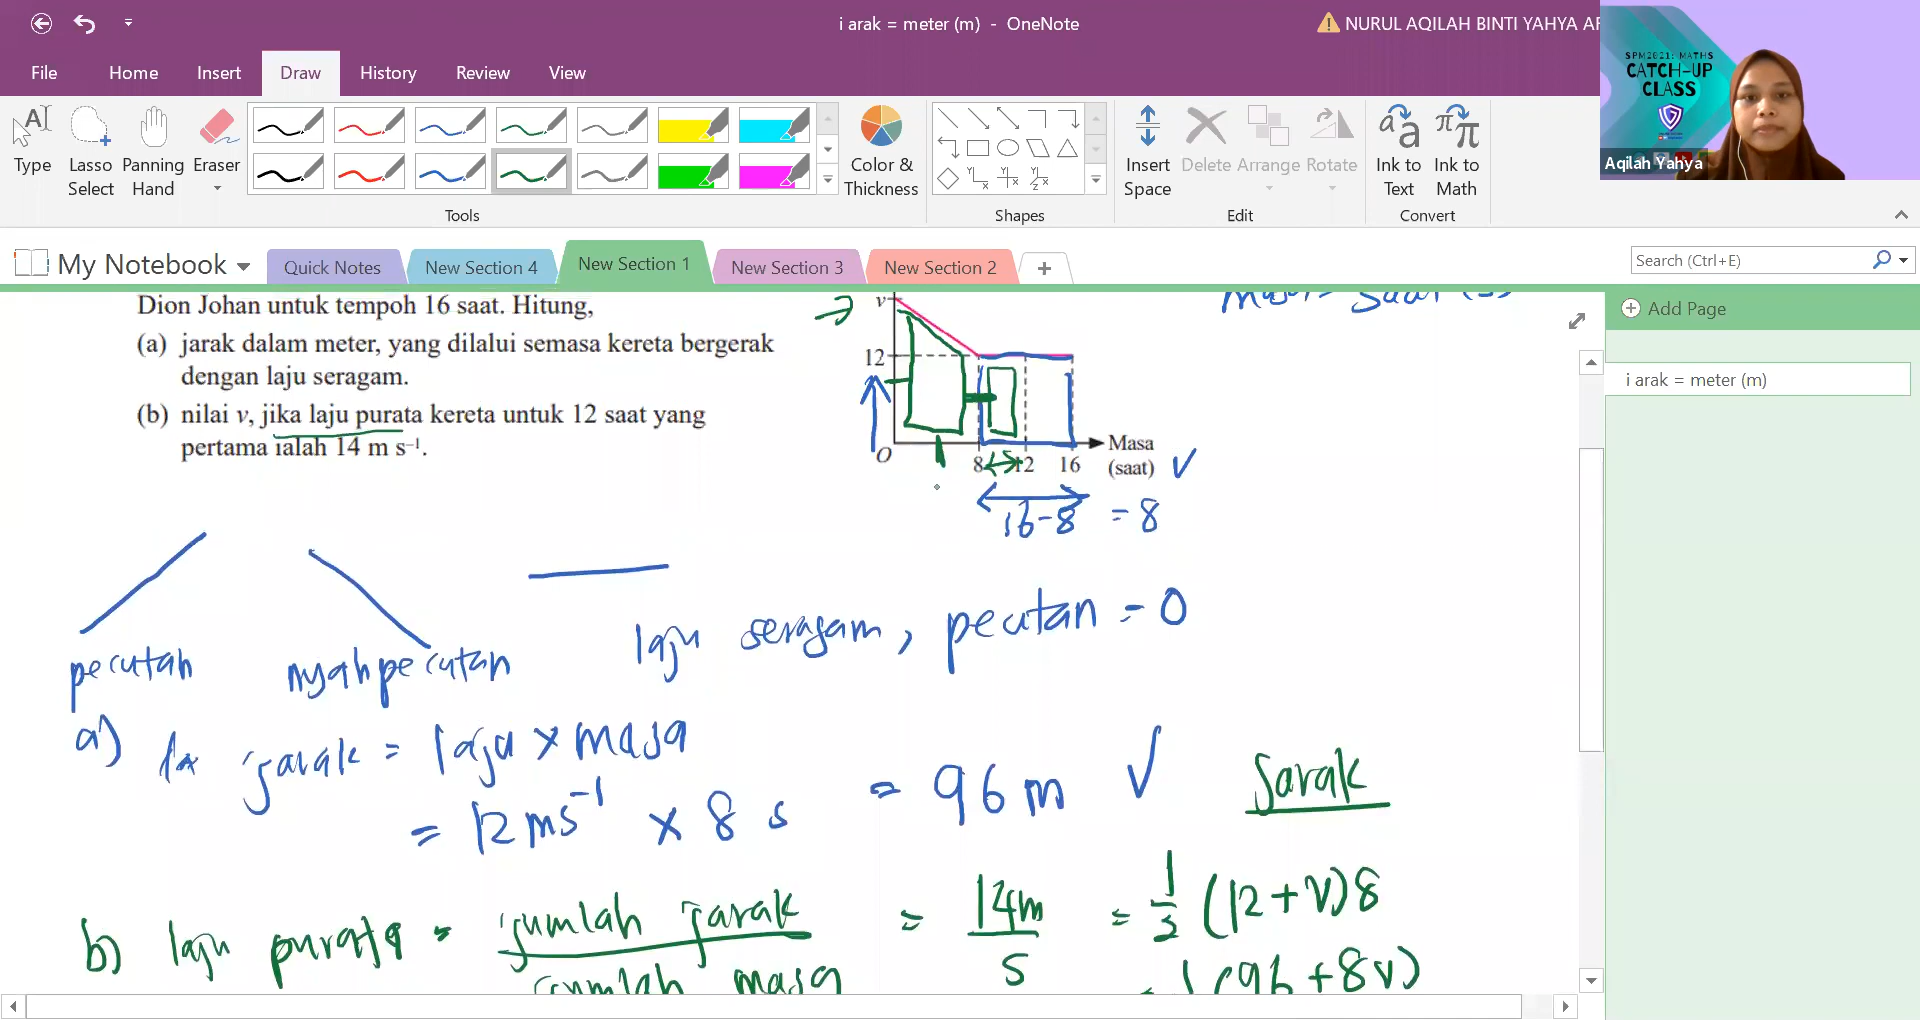 i arak = meter (m) - OneNote
NURUL AQILAH BINTI YAHYA
File Home Insert Draw History Review View
Type
Lasso Select
Panning Hand
Eraser
Color & Thickness
Insert Space
Delete
Arrange
Rotate
Ink to Text
Ink to Math
Tools
Shapes
Edit
Convert
SPM2021: MATHS
CATCH-UP
CLASS
Aqilah Yahya
My Notebook
Quick Notes
New Section 4
New Section 1
New Section 3
New Section 2
Search (Ctrl+E)
Add Page
i arak = meter (m)
Dion Johan untuk tempoh 16 saat. Hitung,
(a) jarak dalam meter, yang dilalui semasa kereta bergerak
dengan laju seragam.
(b) nilai v, jika laju purata kereta untuk 12 saat yang
pertama ialah 14 m s⁻¹.
v
12
O
8 12 16
Masa
(saat)
16-8 = 8
pecutan
nyahpecutan
laju seragam, pecutan = 0
a) jarak = laju × masa
= 12 ms⁻¹ × 8 s
= 96 m
Jarak
b) laju purata = jumlah jarak
jumlah masa
= 14m
s
= 1/2 (12+v)8
(96+8v)